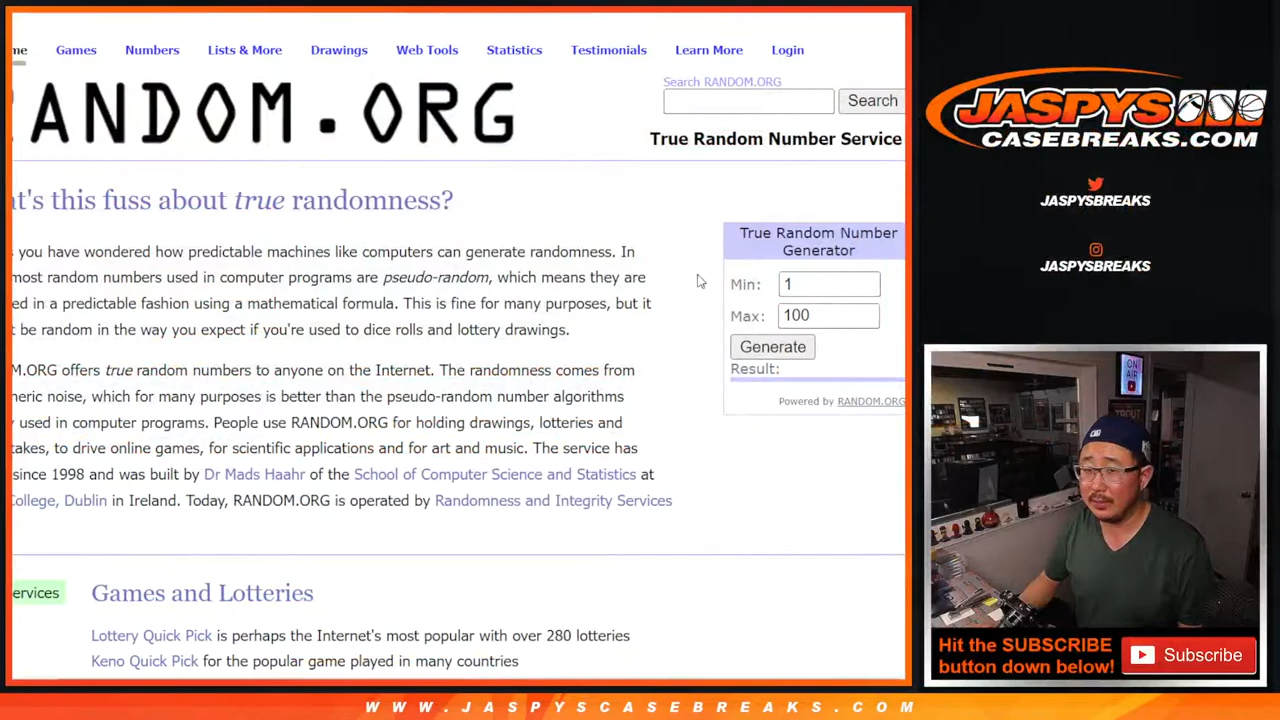 me Games Numbers Lists & More Drawings Web Tools Statistics Testimonials Learn More Login
RANDOM.ORG
Search RANDOM.ORG
Search
True Random Number Service
at's this fuss about true randomness?
you have wondered how predictable machines like computers can generate randomness. In
most random numbers used in computer programs are pseudo-random, which means they are
ed in a predictable fashion using a mathematical formula. This is fine for many purposes, but it
t be random in the way you expect if you're used to dice rolls and lottery drawings.
M.ORG offers true random numbers to anyone on the Internet. The randomness comes from
neric noise, which for many purposes is better than the pseudo-random number algorithms
used in computer programs. People use RANDOM.ORG for holding drawings, lotteries and
takes, to drive online games, for scientific applications and for art and music. The service has
since 1998 and was built by Dr Mads Haahr of the School of Computer Science and Statistics at
College, Dublin in Ireland. Today, RANDOM.ORG is operated by Randomness and Integrity Services
True Random Number
Generator
Min: 1
Max: 100
Generate
Result:
Powered by RANDOM.ORG
ervices
Games and Lotteries
Lottery Quick Pick is perhaps the Internet's most popular with over 280 lotteries
Keno Quick Pick for the popular game played in many countries
JASPYS
CASEBREAKS.COM
JASPYSBREAKS
JASPYSBREAKS
ON
AIR
TROUT
Hit the SUBSCRIBE
button down below!
Subscribe
WWW.JASPYSCASEBREAKS.COM